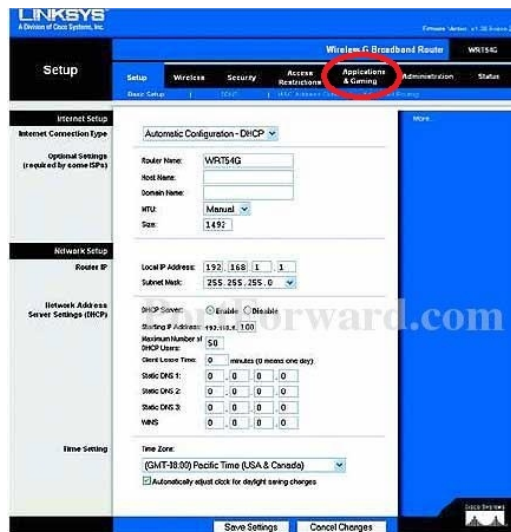 LINKSYS
A Division of Cisco Systems, Inc.
Wireless-G Broadband Router
WRT54G
Setup
Setup
Wireless
Security
Access Restrictions
Applications & Gaming
Administration
Status
Basic Setup
DDNS
Internet Setup
More...
Internet Connection Type
Automatic Configuration - DHCP
Optional Settings
(required by some ISPs)
Router Name: WRT54G
Host Name:
Domain Name:
MTU: Manual
Size: 1492
Network Setup
Router IP
Local IP Address: 192 . 168 . 1 . 1
Subnet Mask: 255.255.255.0
Network Address
Server Settings (DHCP)
DHCP Server: Enable Disable
PortForward.com
Starting IP Address: 192.168.1. 100
Maximum Number of DHCP Users: 50
Client Lease Time: 0 minutes (0 means one day)
Static DNS 1: 0 . 0 . 0 . 0
Static DNS 2: 0 . 0 . 0 . 0
Static DNS 3: 0 . 0 . 0 . 0
WINS 0 . 0 . 0 . 0
Time Setting
Time Zone:
(GMT-08:00) Pacific Time (USA & Canada)
Automatically adjust clock for daylight saving changes
Cisco Systems
Save Settings
Cancel Changes